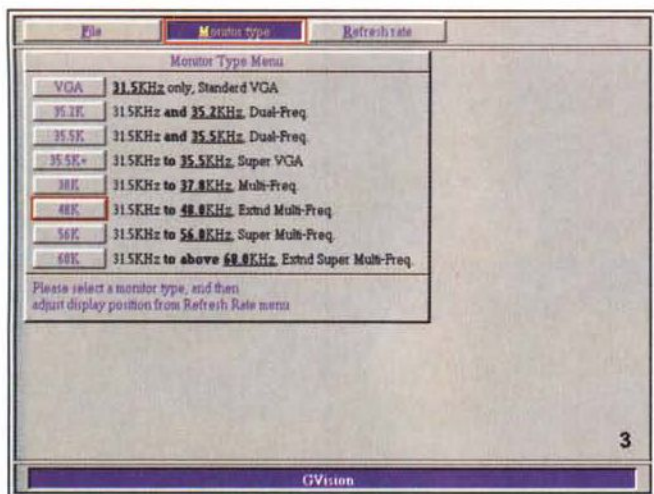 File Monitor type Refresh rate
Monitor Type Menu
VGA 31.5KHz only, Standerd VGA
35.2K 31.5KHz and 35.2KHz, Dual-Freq.
35.5K 31.5KHz and 35.5KHz, Dual-Freq.
35.5K+ 31.5KHz to 35.5KHz, Super VGA
38K 31.5KHz to 37.8KHz, Multi-Freq.
48K 31.5KHz to 48.0KHz, Extnd Multi-Freq.
56K 31.5KHz to 56.0KHz, Super Multi-Freq.
60K 31.5KHz to above 60.0KHz, Extnd Super Multi-Freq.
Please select a monitor type, and then
adjust display position from Refresh Rate menu
3
GVision